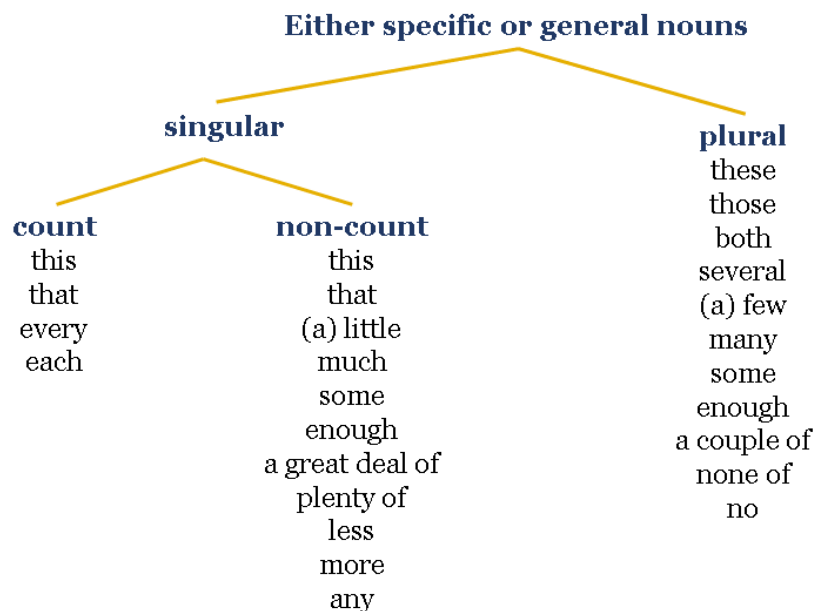 Either specific or general nouns
singular
count
this
that
every
each
non-count
this
that
(a) little
much
some
enough
a great deal of
plenty of
less
more
any
plural
these
those
both
several
(a) few
many
some
enough
a couple of
none of
no